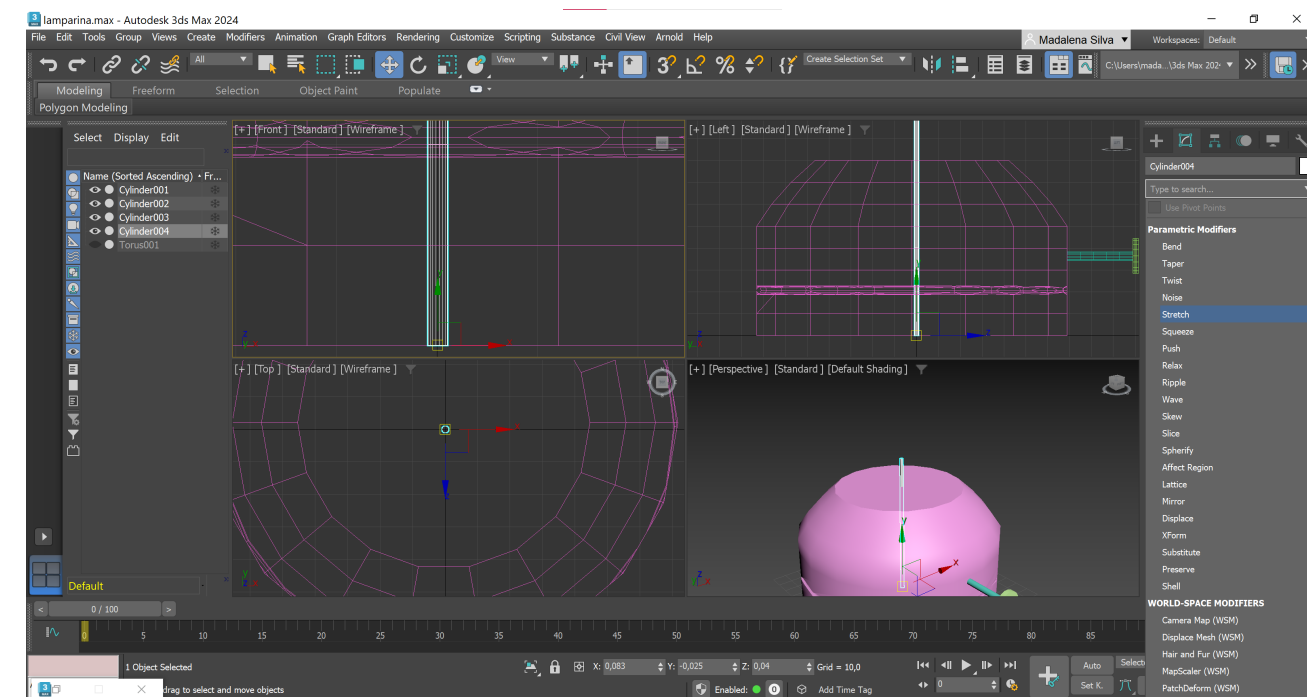 lamparina.max - Autodesk 3ds Max 2024
File Edit Tools Group Views Create Modifiers Animation Graph Editors Rendering Customize Scripting Substance Civil View Arnold Help
Madalena Silva
Workspaces: Default
All
View
Create Selection Set
C:\Users\mada...\3ds Max 202
Modeling Freeform Selection Object Paint Populate
Polygon Modeling
Select Display Edit
Name (Sorted Ascending) Fr...
Cylinder001
Cylinder002
Cylinder003
Cylinder004
Torus001
Default
[+] [Front ] [Standard ] [Wireframe ]
[+] [Left ] [Standard ] [Wireframe ]
[+] [Top ] [Standard ] [Wireframe ]
[+] [Perspective ] [Standard ] [Default Shading ]
Cylinder004
Type to search...
Use Pivot Points
Parametric Modifiers
Bend
Taper
Twist
Noise
Stretch
Squeeze
Push
Relax
Ripple
Wave
Skew
Slice
Spherify
Affect Region
Lattice
Mirror
Displace
XForm
Substitute
Preserve
Shell
WORLD-SPACE MODIFIERS
Camera Map (WSM)
Displace Mesh (WSM)
Hair and Fur (WSM)
MapScaler (WSM)
PatchDeform (WSM)
< 0 / 100 >
0 5 10 15 20 25 30 35 40 45 50 55 60 65 70 75 80 85
1 Object Selected
X: 0,083 Y: -0,025 Z: 0,04 Grid = 10,0
Auto Select
drag to select and move objects
Enabled: 0 Add Time Tag
0
Set K.